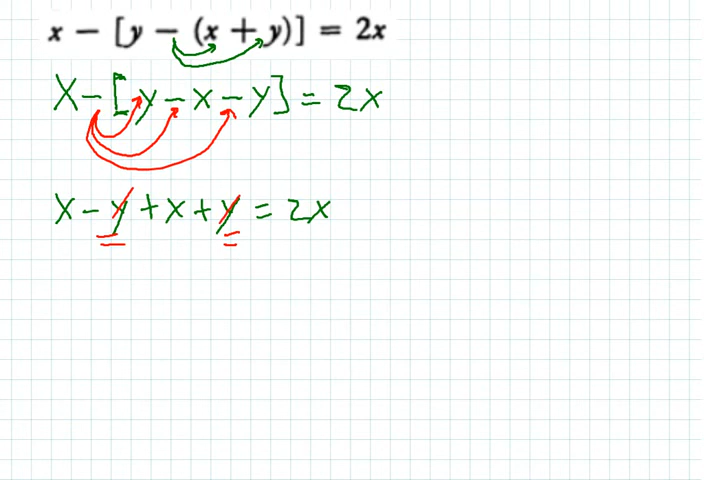 x − [y − (x + y)] = 2x
X − [y − x − y] = 2x
x − y + x + y = 2x